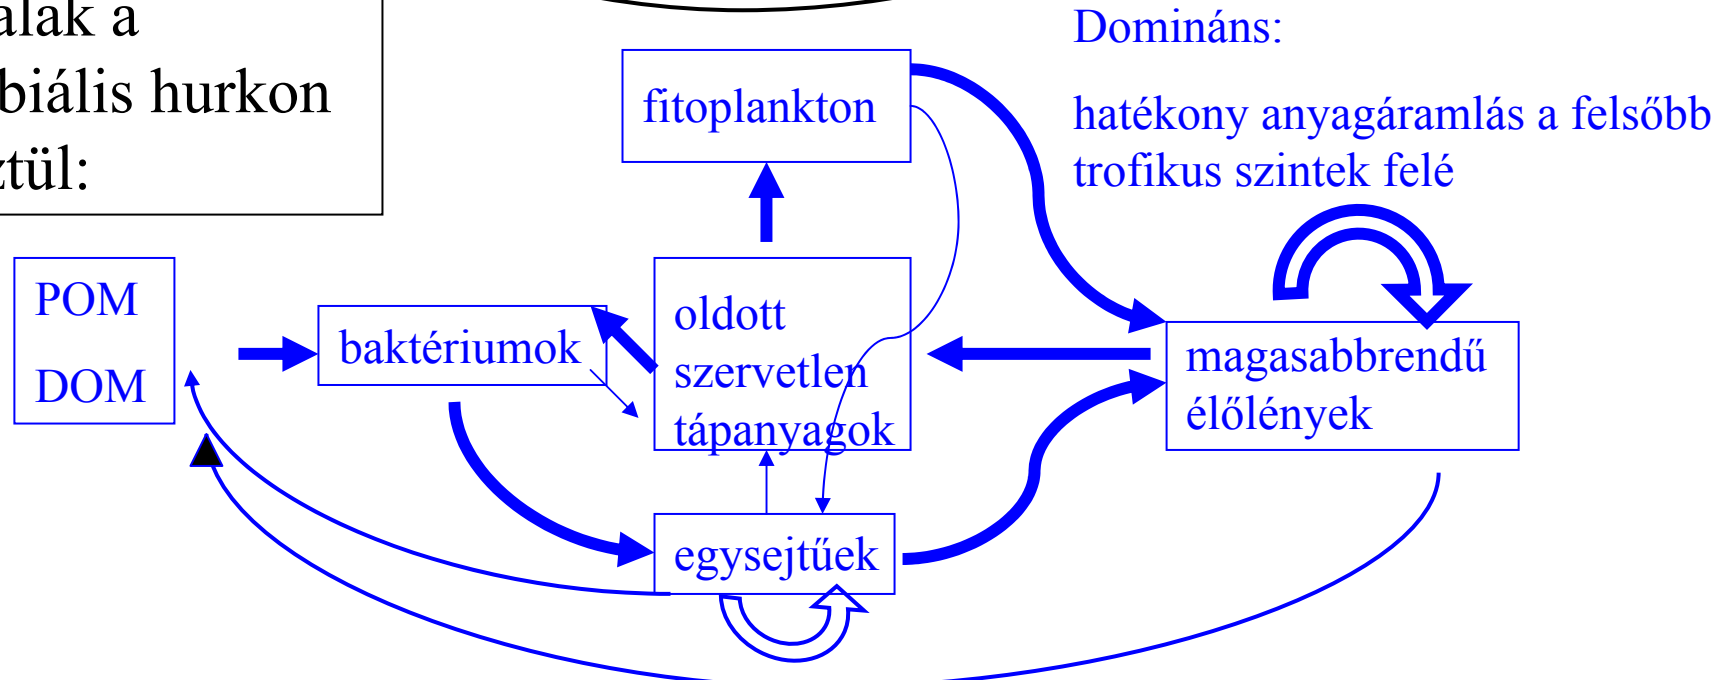 alak a
biális hurkon
ztül:
Domináns:
hatékony anyagáramlás a felsőbb
trofikus szintek felé
fitoplankton
POM
DOM
baktériumok
oldott
szervetlen
tápanyagok
magasabbrendű
élőlények
egysejtűek